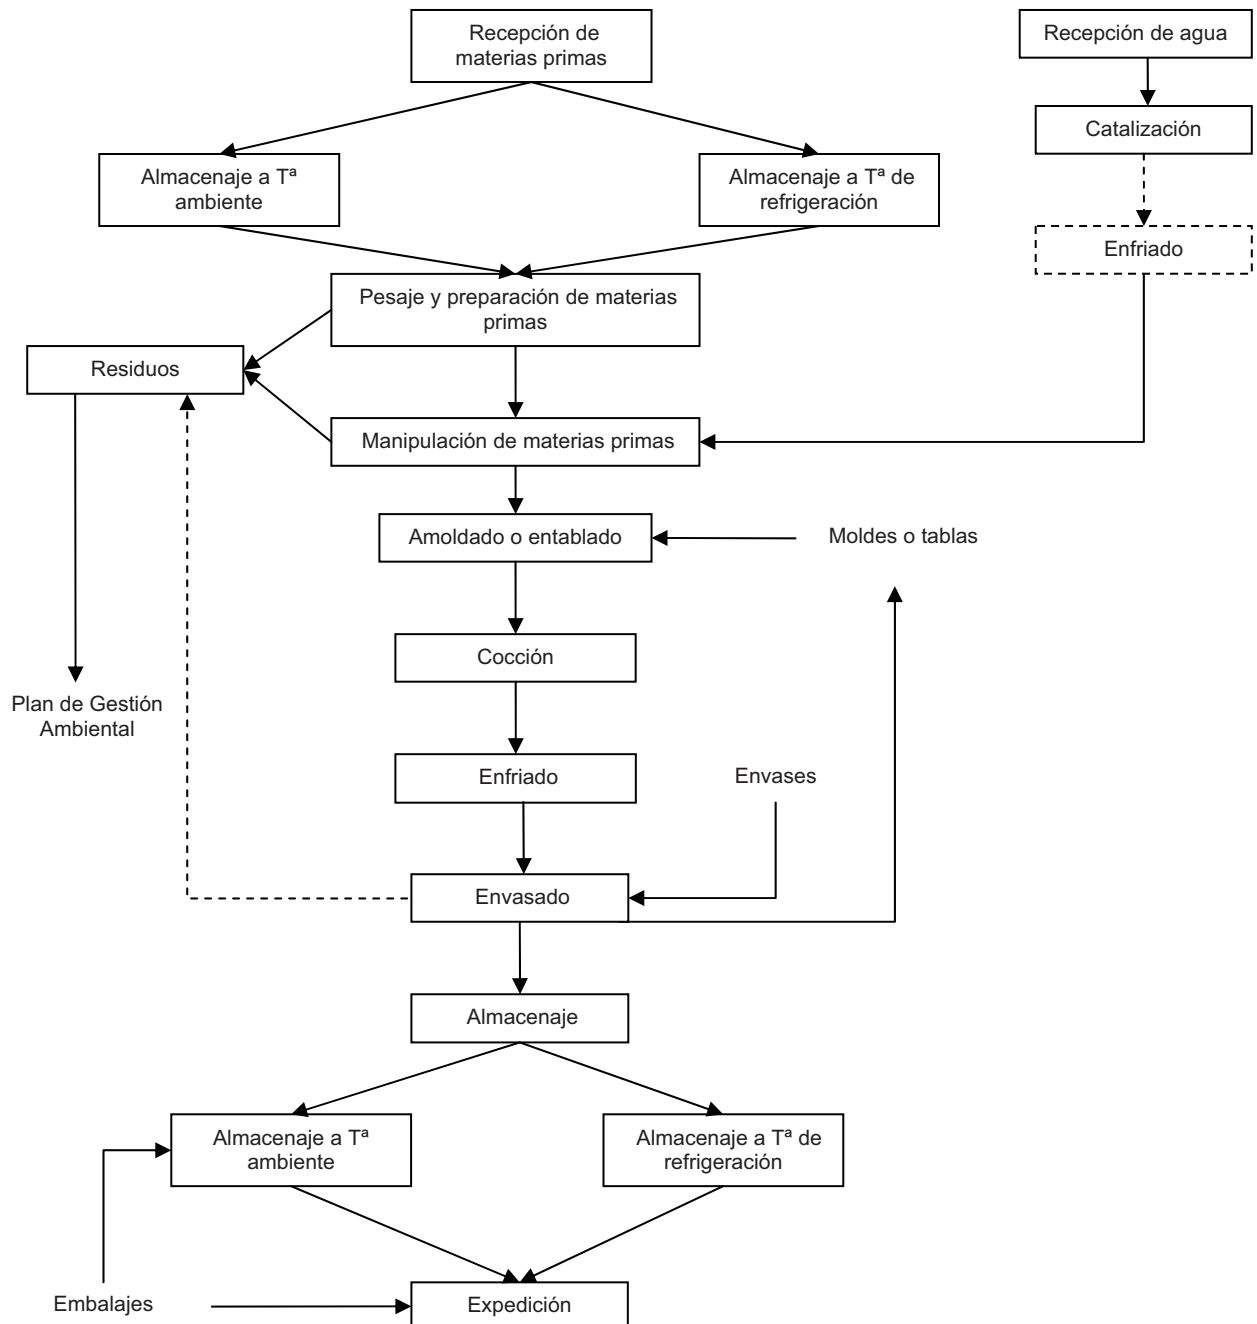 Recepción de
materias primas
Recepción de agua
Catalización
Almacenaje a Tª
ambiente
Almacenaje a Tª de
refrigeración
Enfriado
Pesaje y preparación de materias
primas
Residuos
Manipulación de materias primas
Amoldado o entablado
Moldes o tablas
Cocción
Plan de Gestión
Ambiental
Enfriado
Envases
Envasado
Almacenaje
Almacenaje a Tª
ambiente
Almacenaje a Tª de
refrigeración
Embalajes
Expedición